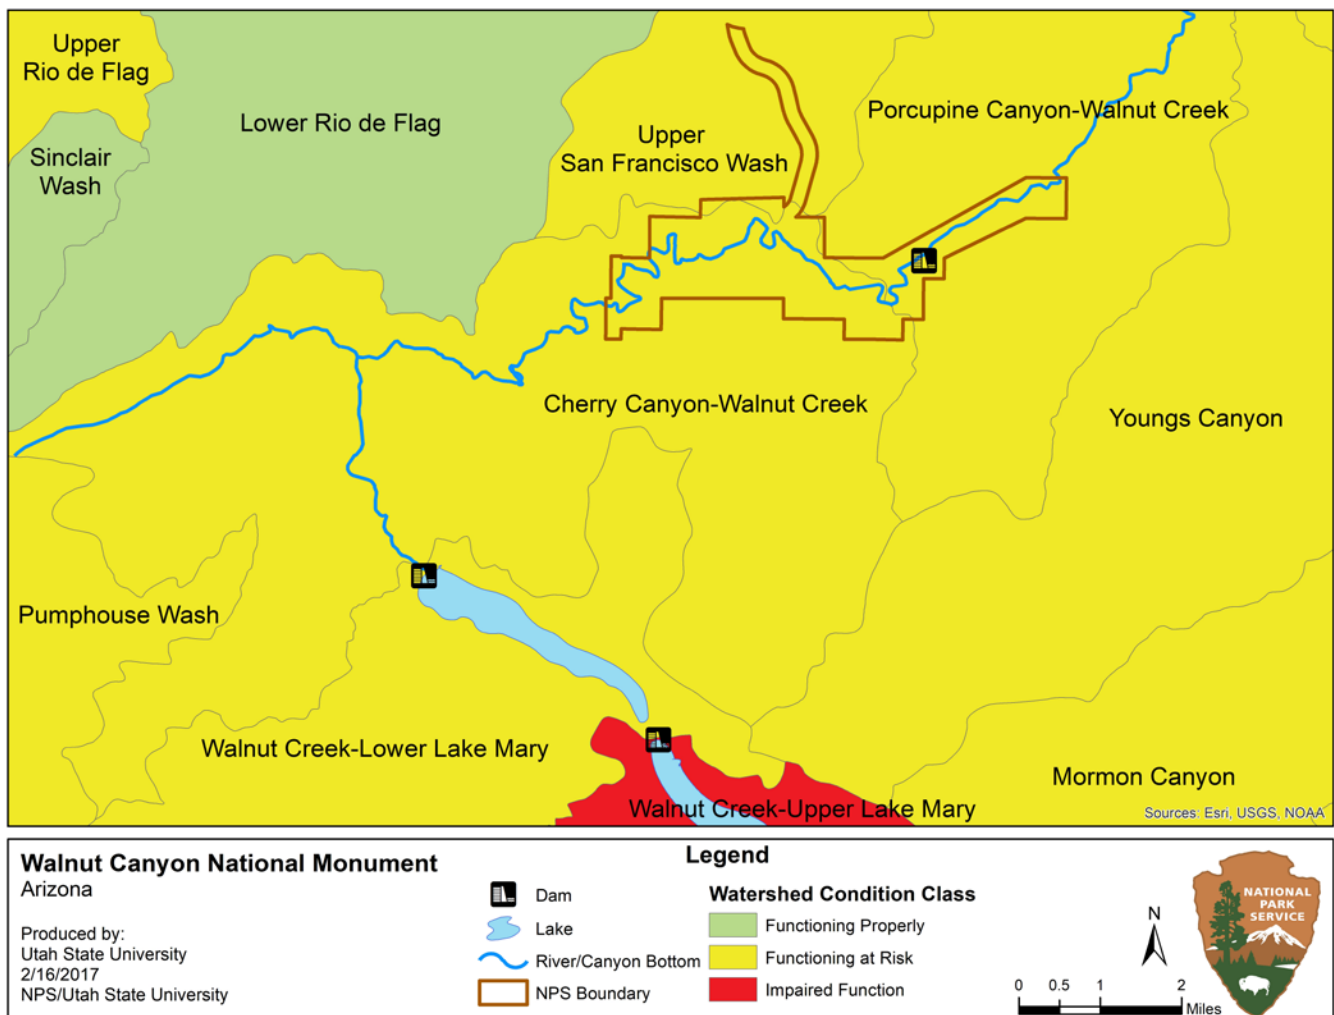 Upper
Rio de Flag
Lower Rio de Flag
Sinclair
Wash
Upper
San Francisco Wash
Porcupine Canyon-Walnut Creek
Cherry Canyon-Walnut Creek
Youngs Canyon
Pumphouse Wash
Walnut Creek-Lower Lake Mary
Mormon Canyon
Walnut Creek-Upper Lake Mary
Sources: Esri, USGS, NOAA
Walnut Canyon National Monument
Arizona
Produced by:
Utah State University
2/16/2017
NPS/Utah State University
Legend
Dam
Lake
River/Canyon Bottom
NPS Boundary
Watershed Condition Class
Functioning Properly
Functioning at Risk
Impaired Function
N
0 0.5 1 2
Miles
NATIONAL
PARK
SERVICE